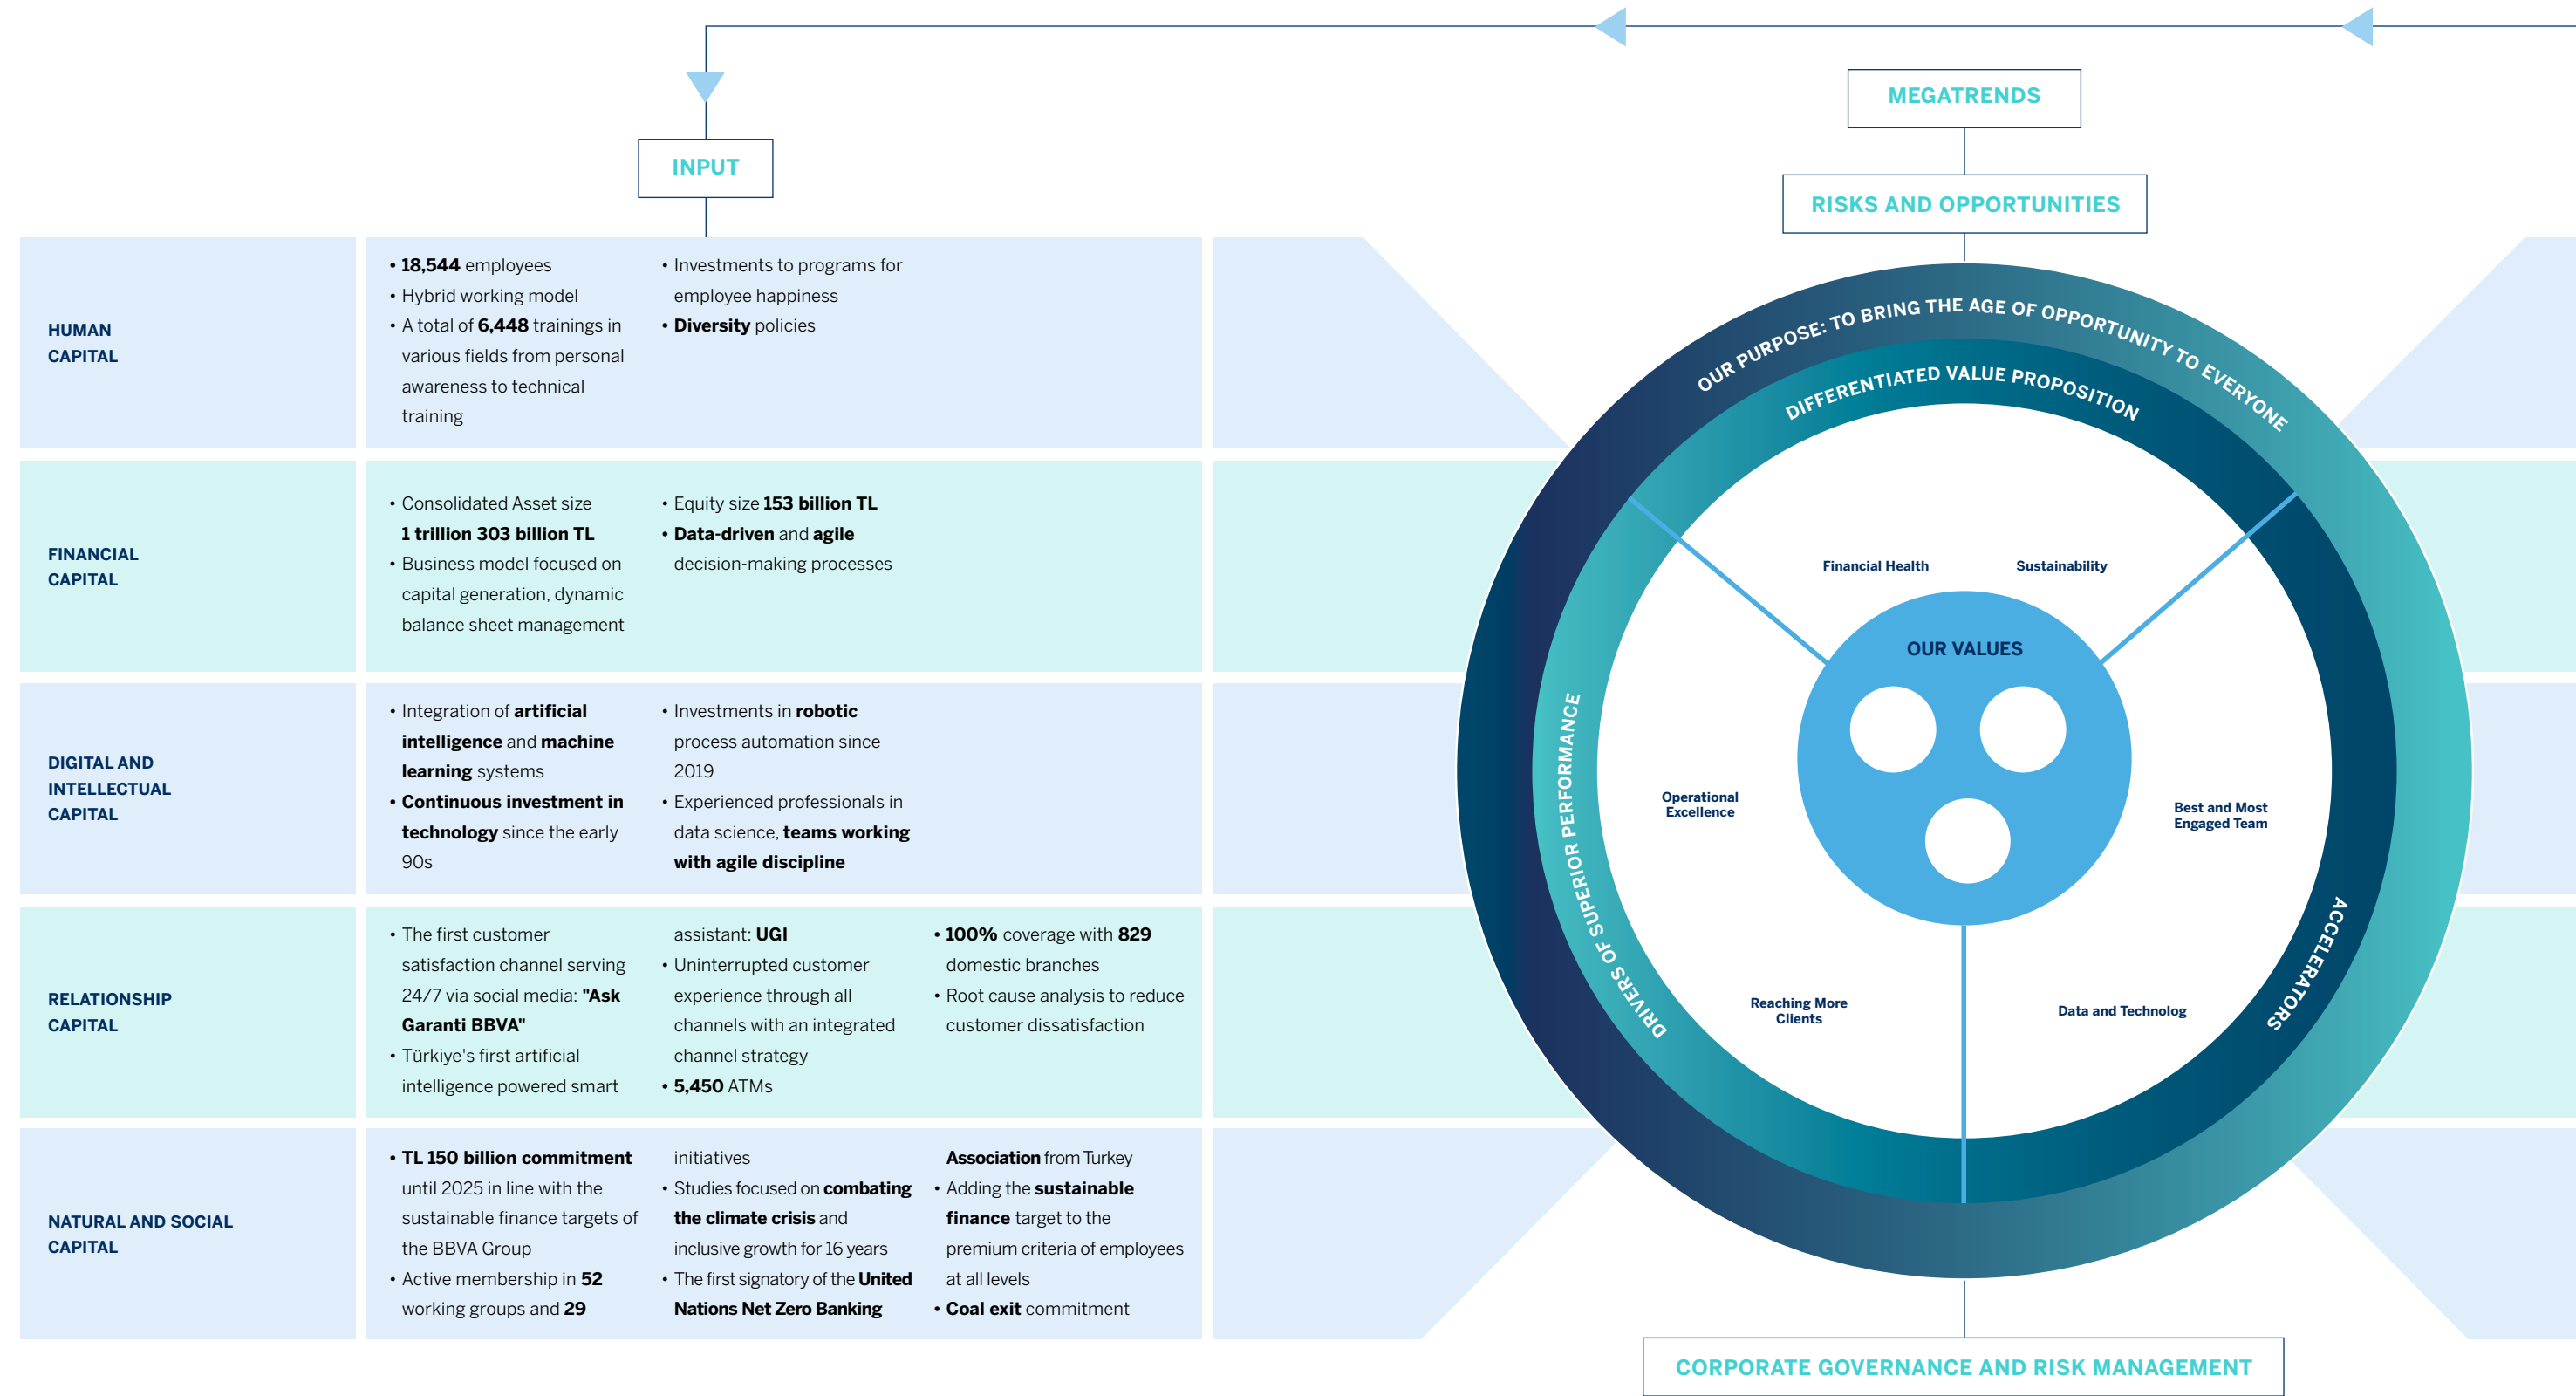 INPUT
MEGATRENDS
RISKS AND OPPORTUNITIES
HUMAN
CAPITAL
• 18,544 employees
• Hybrid working model
• A total of 6,448 trainings in
various fields from personal
awareness to technical
training
• Investments to programs for
employee happiness
• Diversity policies
FINANCIAL
CAPITAL
• Consolidated Asset size
1 trillion 303 billion TL
• Business model focused on
capital generation, dynamic
balance sheet management
• Equity size 153 billion TL
• Data-driven and agile
decision-making processes
DIGITAL AND
INTELLECTUAL
CAPITAL
• Integration of artificial
intelligence and machine
learning systems
• Continuous investment in
technology since the early
90s
• Investments in robotic
process automation since
2019
• Experienced professionals in
data science, teams working
with agile discipline
RELATIONSHIP
CAPITAL
• The first customer
satisfaction channel serving
24/7 via social media: "Ask
Garanti BBVA"
• Türkiye's first artificial
intelligence powered smart
assistant: UGI
• Uninterrupted customer
experience through all
channels with an integrated
channel strategy
• 5,450 ATMs
• 100% coverage with 829
domestic branches
• Root cause analysis to reduce
customer dissatisfaction
NATURAL AND SOCIAL
CAPITAL
• TL 150 billion commitment
until 2025 in line with the
sustainable finance targets of
the BBVA Group
• Active membership in 52
working groups and 29
initiatives
• Studies focused on combating
the climate crisis and
inclusive growth for 16 years
• The first signatory of the United
Nations Net Zero Banking
Association from Turkey
• Adding the sustainable
finance target to the
premium criteria of employees
at all levels
• Coal exit commitment
OUR PURPOSE: TO BRING THE AGE OF OPPORTUNITY TO EVERYONE
DIFFERENTIATED VALUE PROPOSITION
Financial Health
Sustainability
OUR VALUES
DRIVERS OF SUPERIOR PERFORMANCE
Operational
Excellence
Reaching More
Clients
Best and Most
Engaged Team
Data and Technolog
ACCELERATORS
CORPORATE GOVERNANCE AND RISK MANAGEMENT